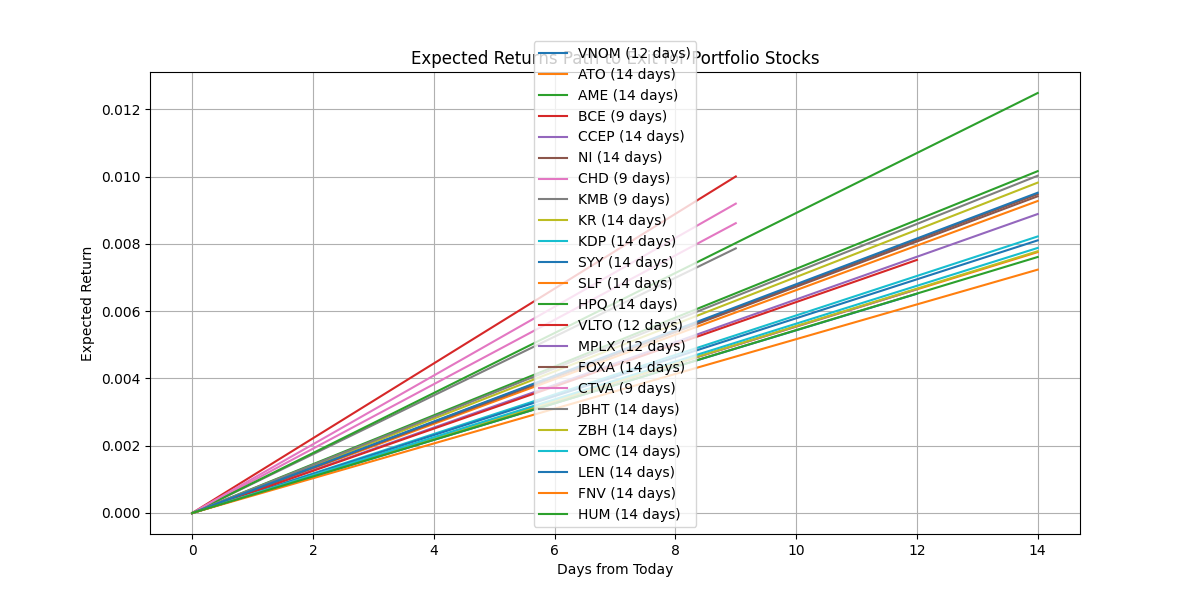 Expected Returns Path to Exit for Portfolio Stocks
VNOM (12 days)
ATO (14 days)
AME (14 days)
BCE (9 days)
CCEP (14 days)
NI (14 days)
CHD (9 days)
KMB (9 days)
KR (14 days)
KDP (14 days)
SYY (14 days)
SLF (14 days)
HPQ (14 days)
VLTO (12 days)
MPLX (12 days)
FOXA (14 days)
CTVA (9 days)
JBHT (14 days)
ZBH (14 days)
OMC (14 days)
LEN (14 days)
FNV (14 days)
HUM (14 days)
Expected Return
0.012
0.010
0.008
0.006
0.004
0.002
0.000
0 2 4 6 8 10 12 14
Days from Today